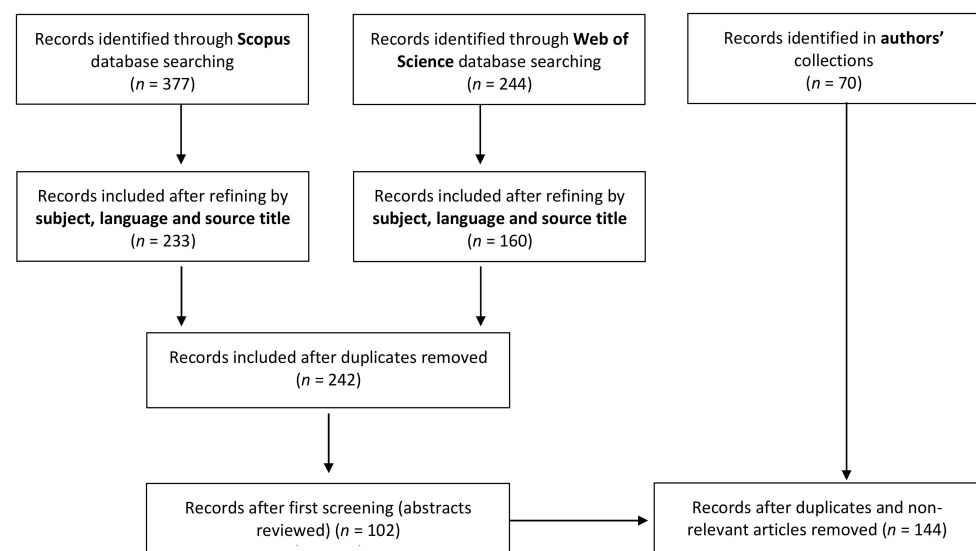 Records identified through Scopus
database searching
(n = 377)
Records identified through Web of
Science database searching
(n = 244)
Records identified in authors’
collections
(n = 70)
Records included after refining by
subject, language and source title
(n = 233)
Records included after refining by
subject, language and source title
(n = 160)
Records included after duplicates removed
(n = 242)
Records after first screening (abstracts
reviewed) (n = 102)
Records after duplicates and non-
relevant articles removed (n = 144)